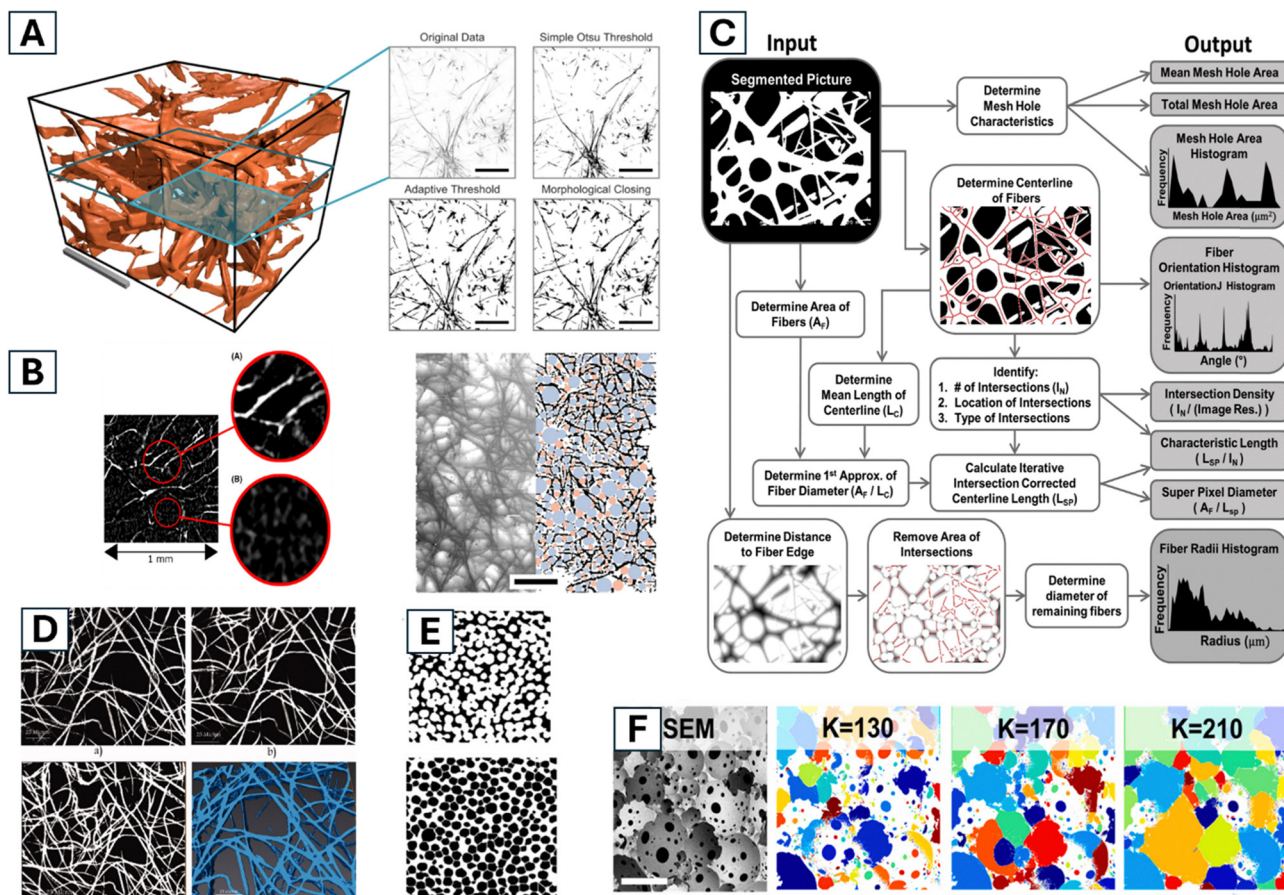 A
Original Data
Simple Otsu Threshold
Adaptive Threshold
Morphological Closing
B
(A)
(B)
1 mm
C
Input
Output
Segmented Picture
Determine
Mesh Hole
Characteristics
Mean Mesh Hole
Area
Total Mesh Hole
Area
Mesh Hole Area
Histogram
Frequency
Mesh Hole Area (μm²)
Determine Centerline
of Fibers
Fiber
Orientation Histogram
OrientationJ Histogram
Frequency
Angle (°)
Determine Area of
Fibers (A_F)
Determine
Mean Length of
Centerline (L_C)
Identify:
1. # of Intersections (I_N)
2. Location of Intersections
3. Type of Intersections
Intersection Density
( I_N / (Image Res.) )
Characteristic Length
( L_SP / I_N )
Determine 1st Approx. of
Fiber Diameter (A_F / L_C)
Calculate Iterative
Intersection Corrected
Centerline Length (L_SP)
Super Pixel Diameter
( A_F / L_sp )
Determine Distance
to Fiber Edge
Remove Area of
Intersections
Determine
diameter of
remaining fibers
Fiber Radii Histogram
Frequency
Radius (μm)
D
a)
b)
E
F
SEM
K=130
K=170
K=210